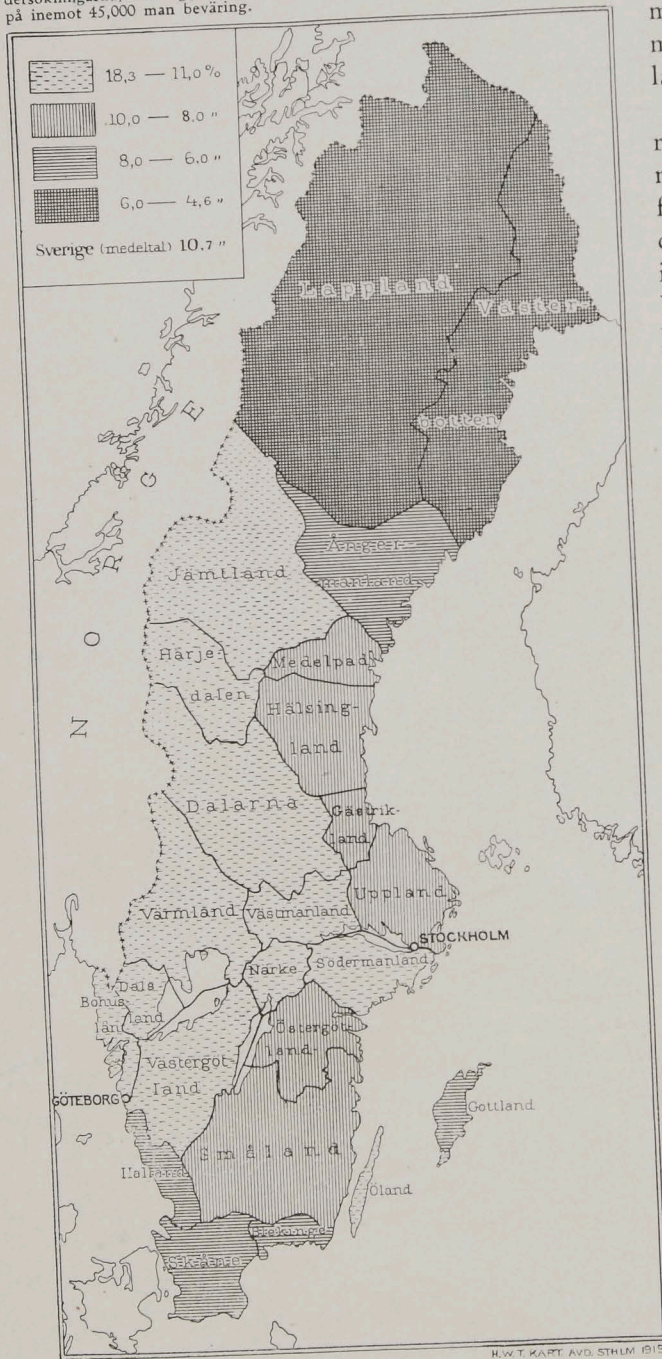 på inemot 45,000 man beväring.
18,3 — 11,0 %
10,0 — 8,0 "
8,0 — 6,0 "
6,0 — 4,6 "
Sverige (medeltal) 10,7 "
Lappland
Väster-
botten
NORGE
Ånger-
manland
Jämtland
Härje-
dalen
Medelpad
Hälsing-
land
Dalarna
Gästrik-
land
Uppland
Värmland
Västmanland
STOCKHOLM
Närke
Södermanland
Dals
land
Bohus
län
Östergöt-
land
Västergöt-
land
GÖTEBORG
Gottland
Småland
Halland
Öland
Blekinge
Skåne
H.W.T. KART. AVD. STHLM 1915